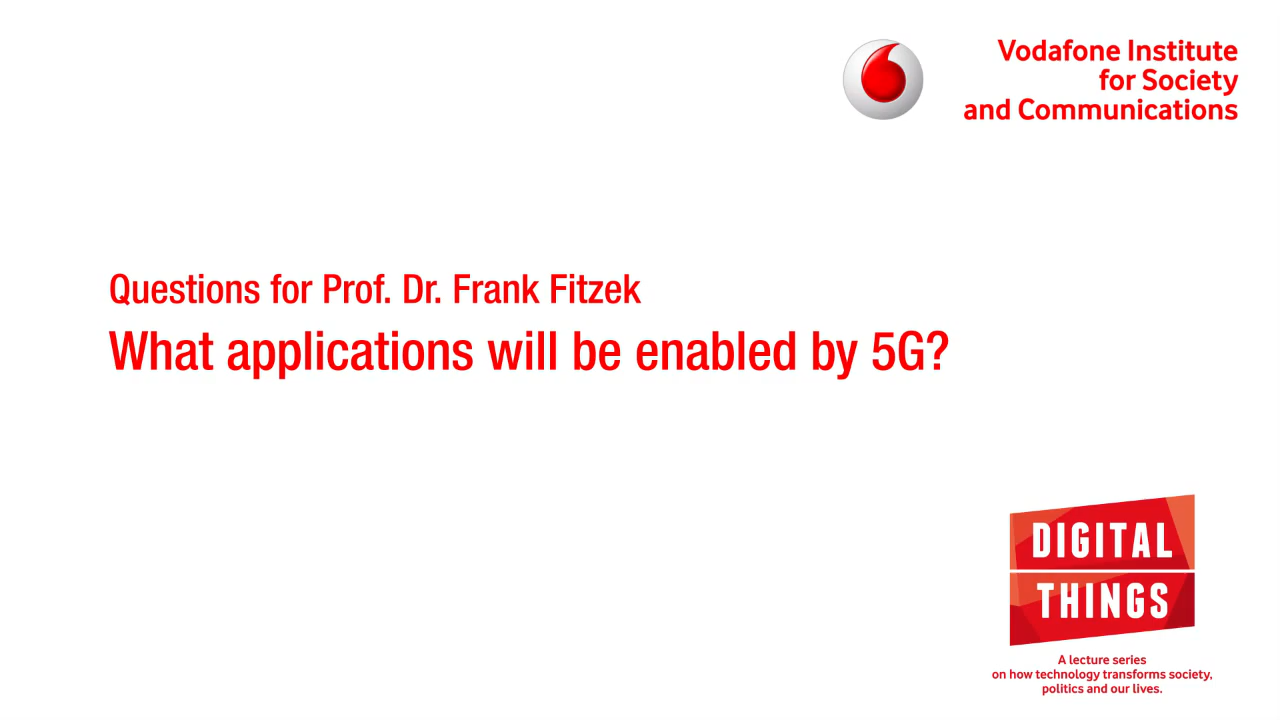 Vodafone Institute
for Society
and Communications
Questions for Prof. Dr. Frank Fitzek
What applications will be enabled by 5G?
DIGITAL
THINGS
A lecture series
on how technology transforms society,
politics and our lives.